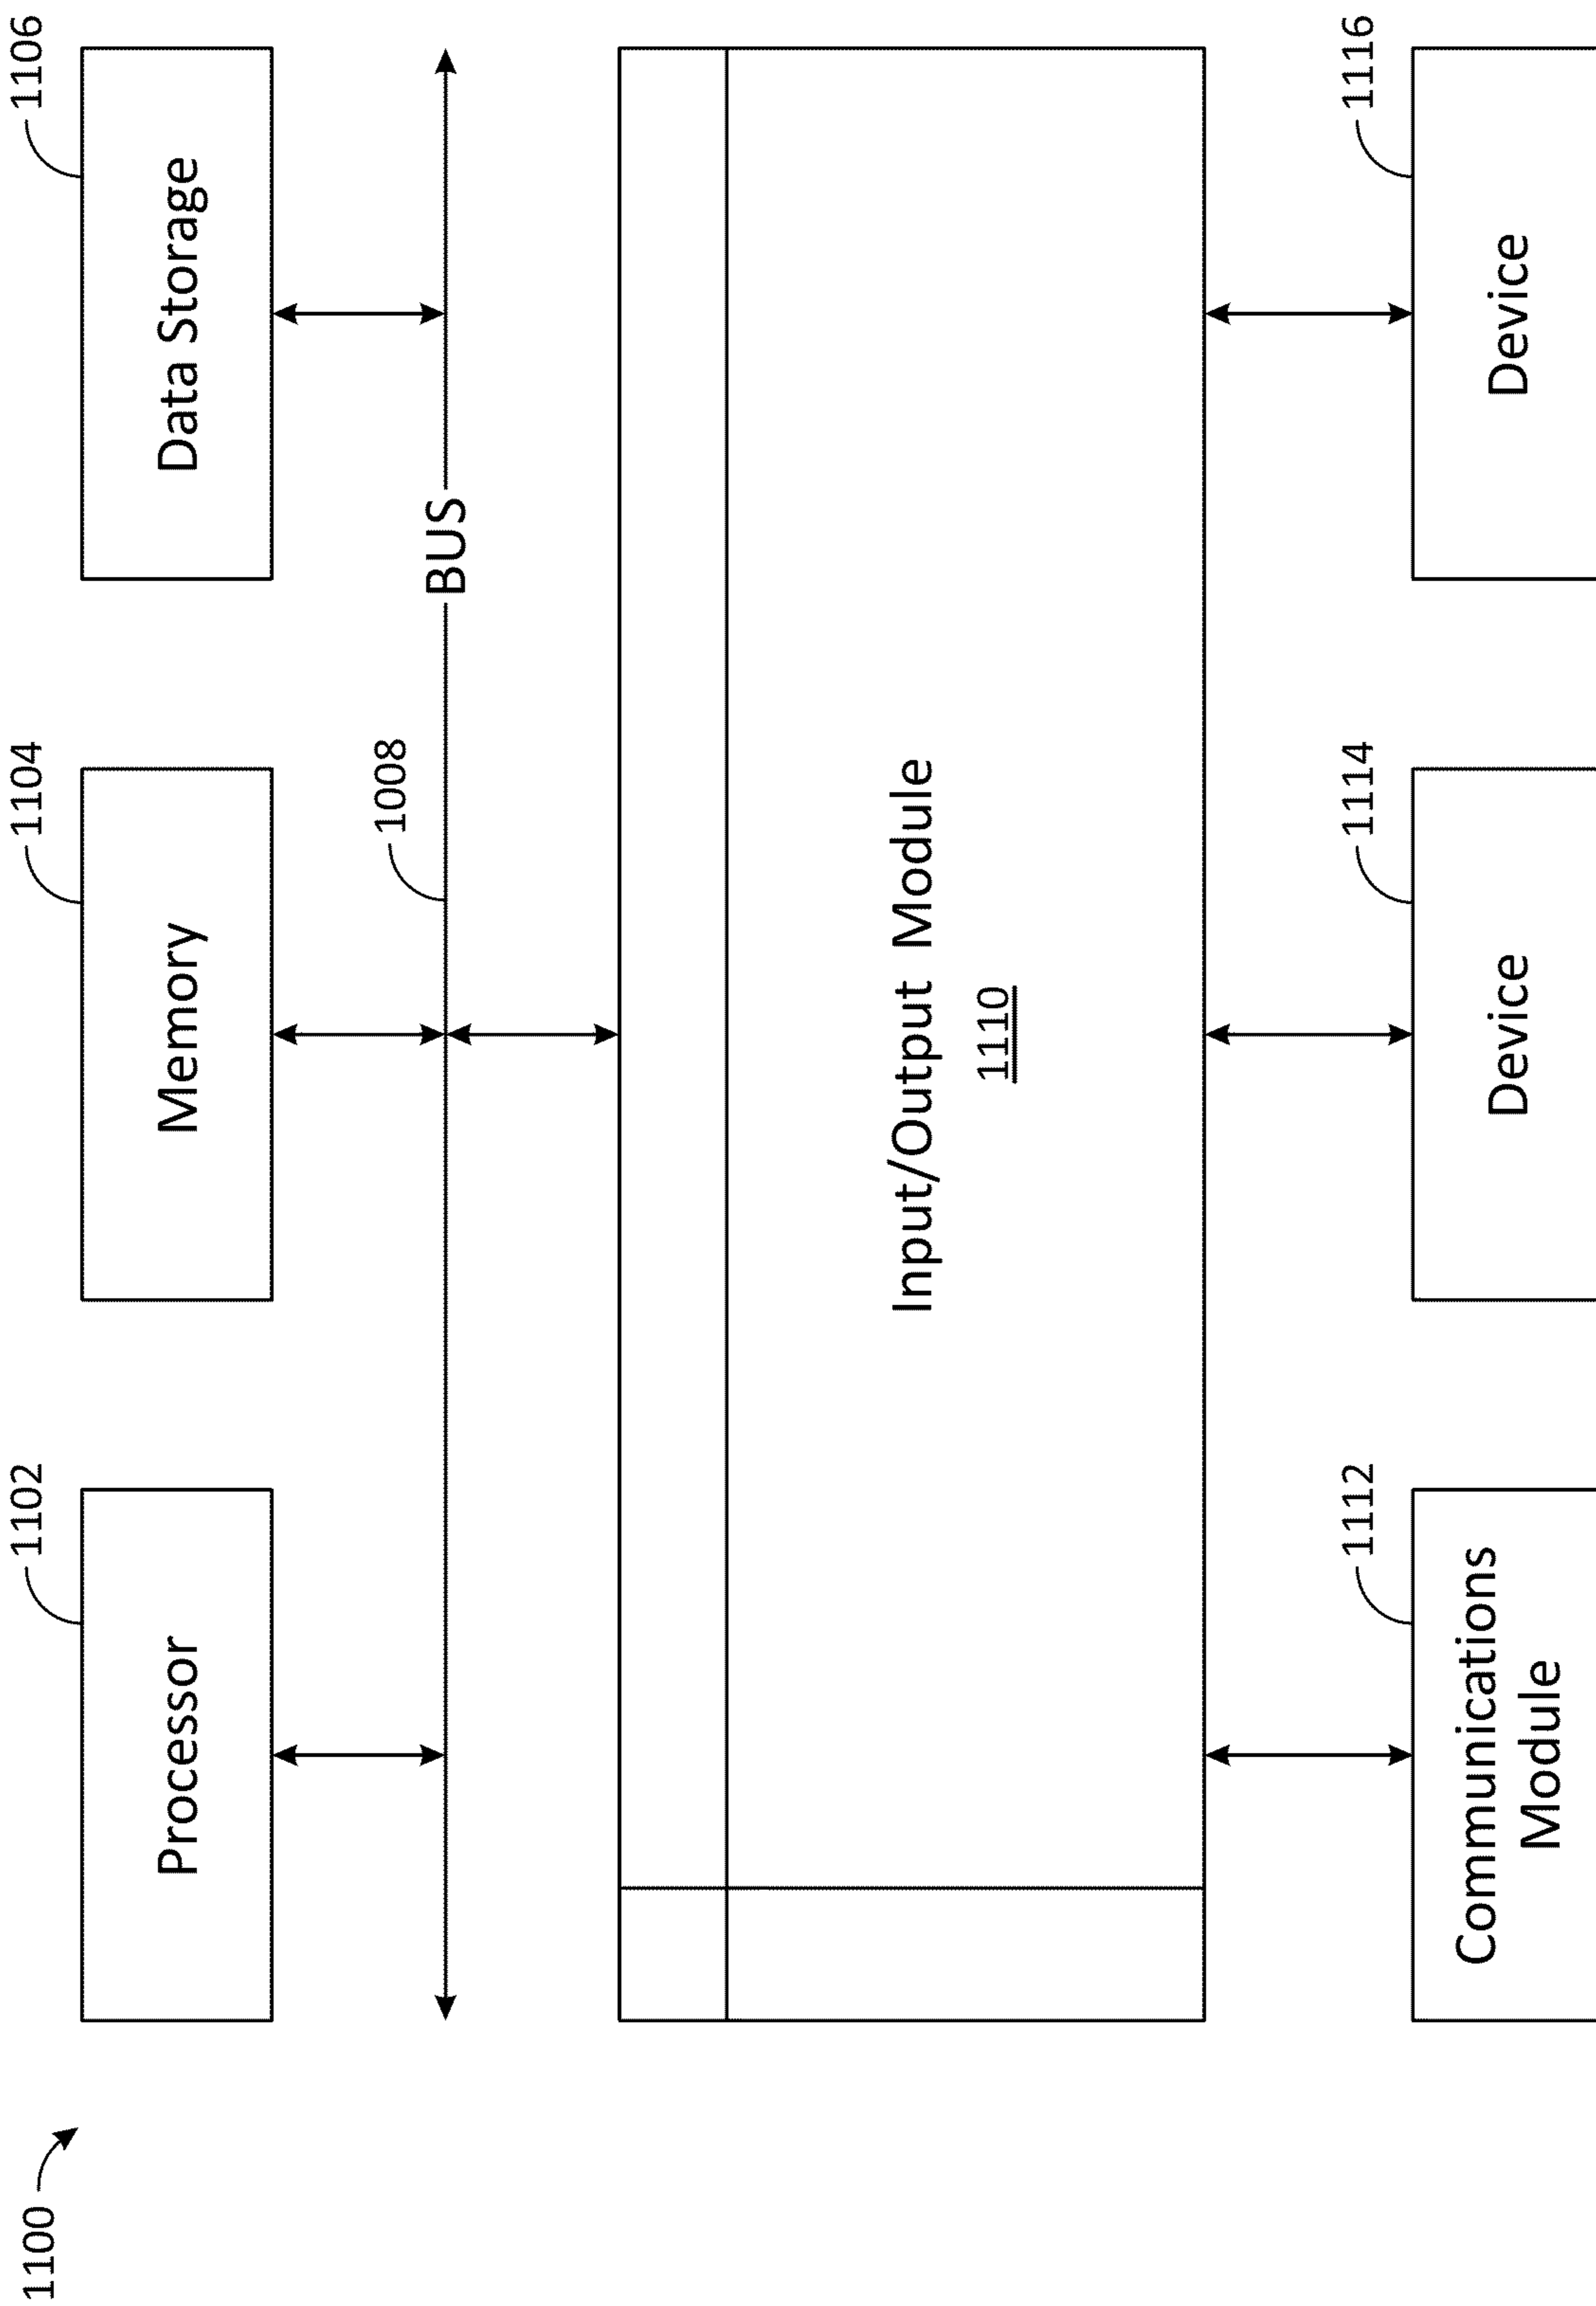 1100
1102
1104
1106
Processor
Memory
Data Storage
1008
BUS
Input/Output Module
1110
1112
1114
1116
Communications
Module
Device
Device